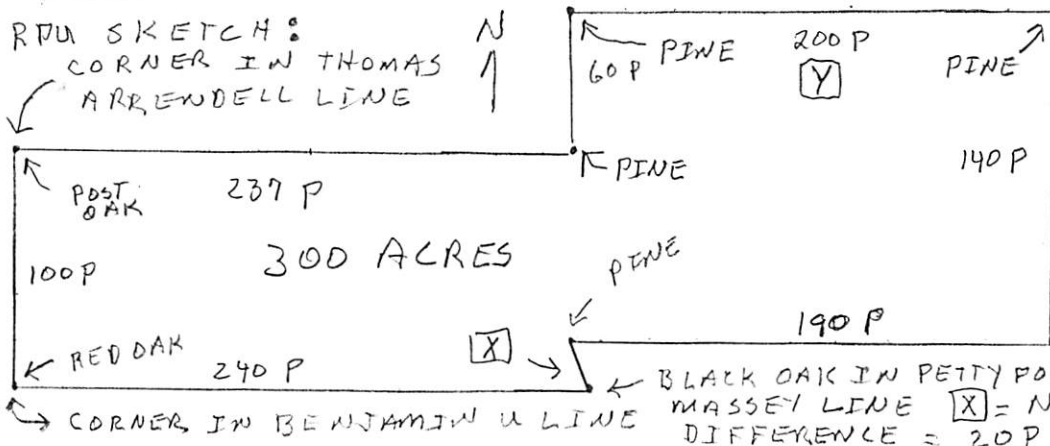 RPU SKETCH:
N
CORNER IN THOMAS
ARRENDELL LINE
PINE
60 P
200 P
Y
PINE
PINE
140 P
POST
OAK
237 P
300 ACRES
100 P
PINE
190 P
RED OAK
240 P
X
CORNER IN BENJAMIN U LINE
BLACK OAK IN PETTY PO
MASSEY LINE X = N
DIFFERENCE = 20 P